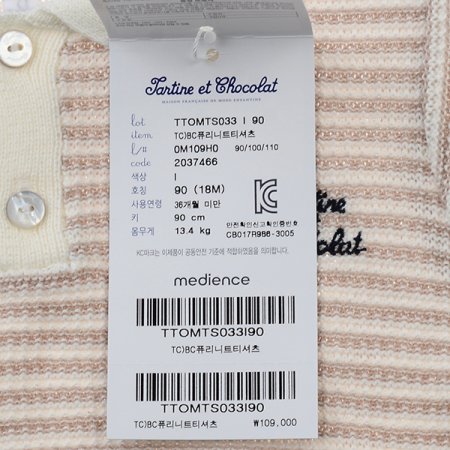 Tartine et Chocolat
MAISON FRANÇAISE DE MODE ENFANTINE
lot TTOMTS033 I 90
item TC)BC퓨리니트티셔츠
l/# 0M109H0 90/100/110
code 2037466
색상 I
호칭 90 (18M)
사용연령 36개월 미만
키 90 cm
몸무게 13.4 kg
안전확인신고확인증번호
CB017R986-3005
KC마크는 이제품이 공통안전 기준에 적합하였음을 의미합니다.
medience
TTOMTS033I90
TC)BC퓨리니트티셔츠
TTOMTS033I90
TC)BC퓨리니트티셔츠 ₩109,000
Tartine et
Chocolat